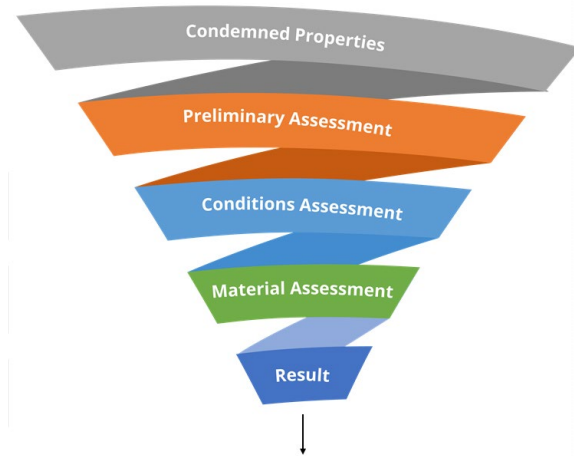 Condemned Properties
Preliminary Assessment
Conditions Assessment
Material Assessment
Result